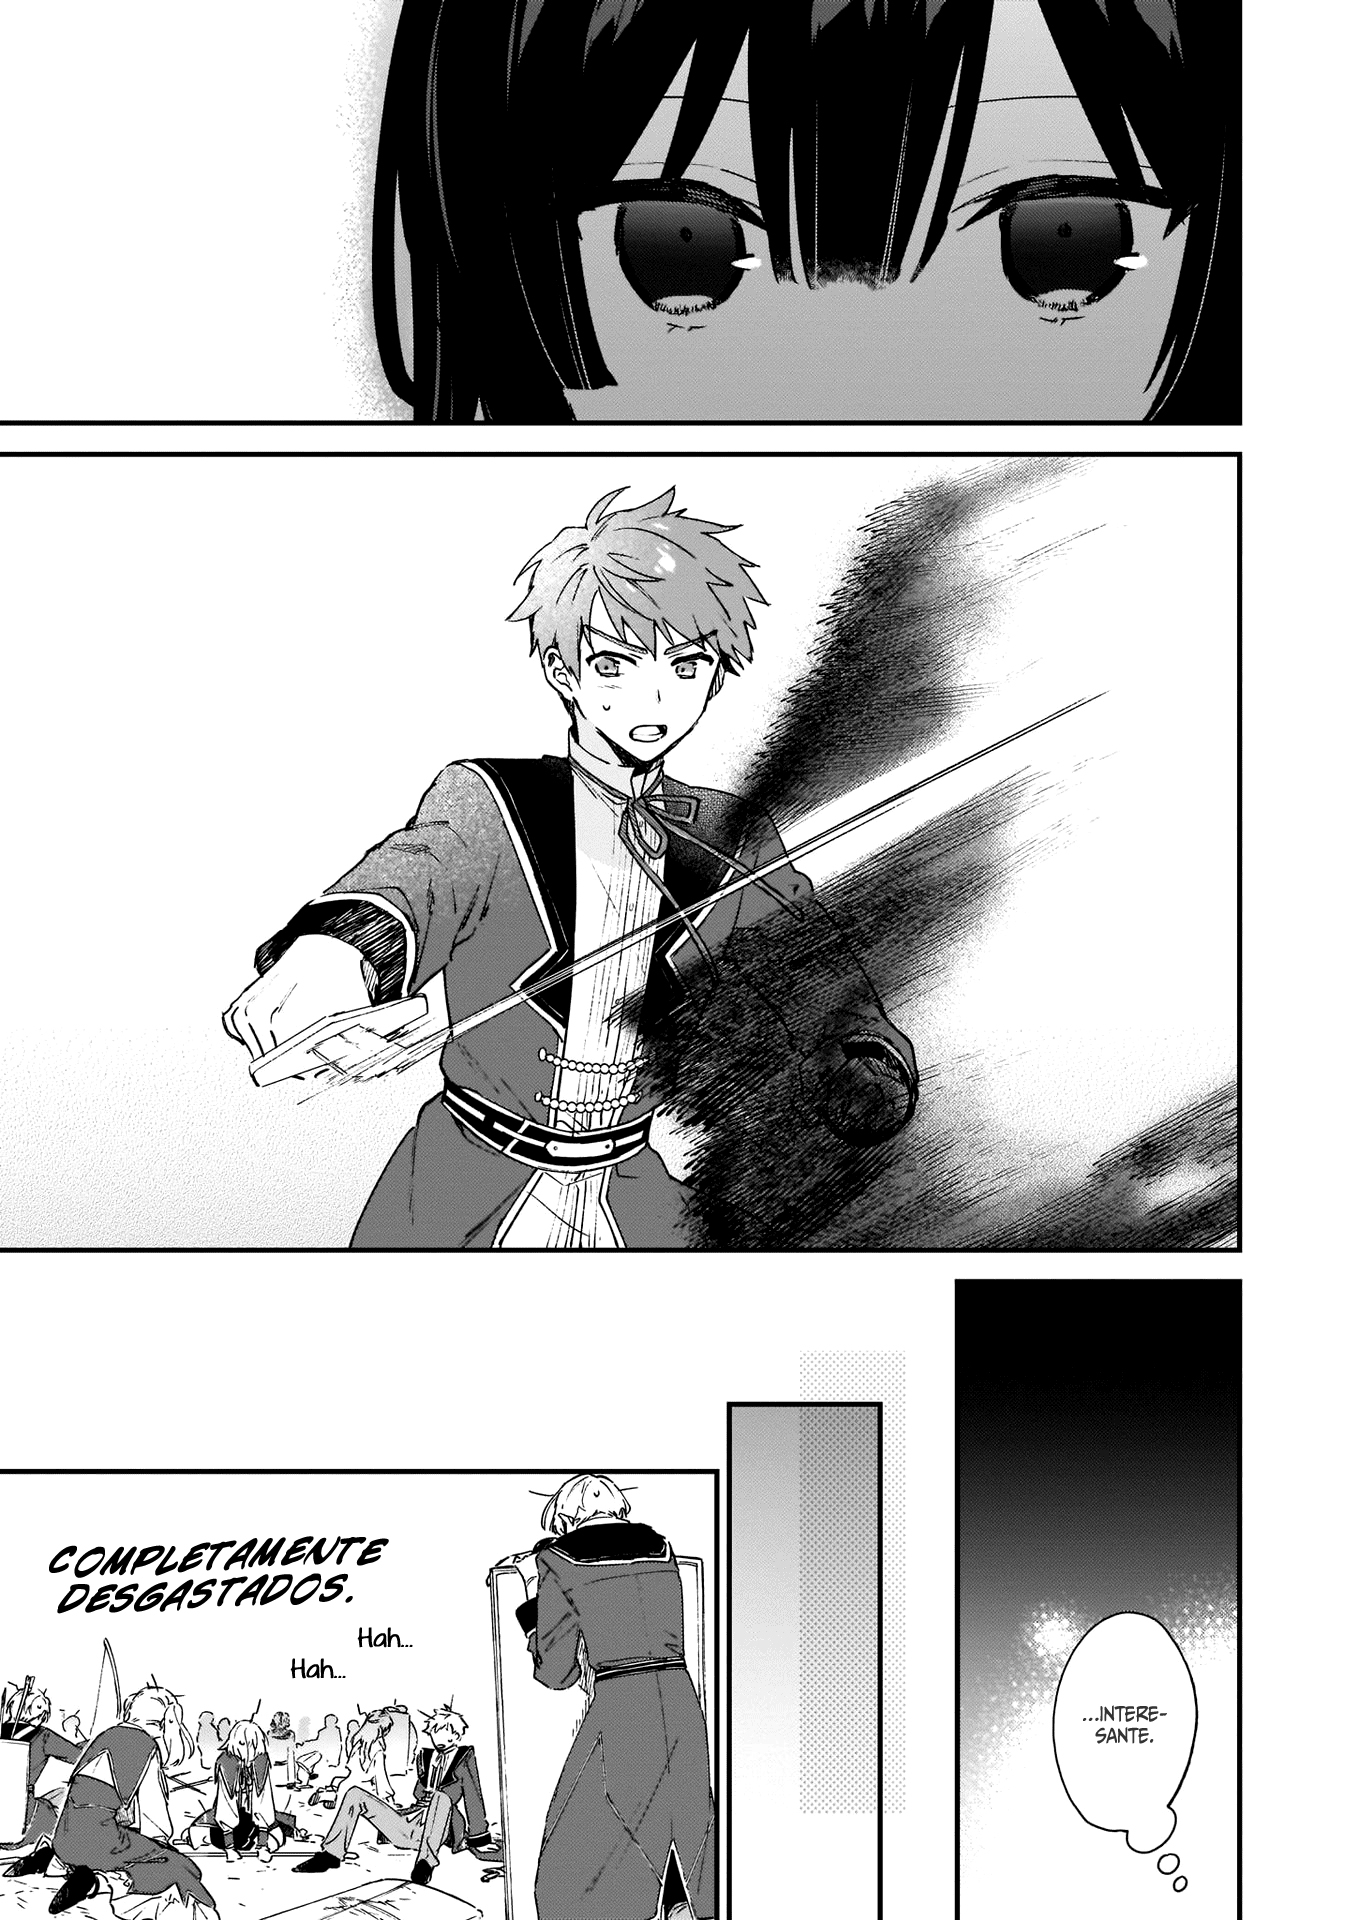 ...INTERE-
SANTE.
COMPLETAMENTE
DESGASTADOS.
Hah...
Hah...